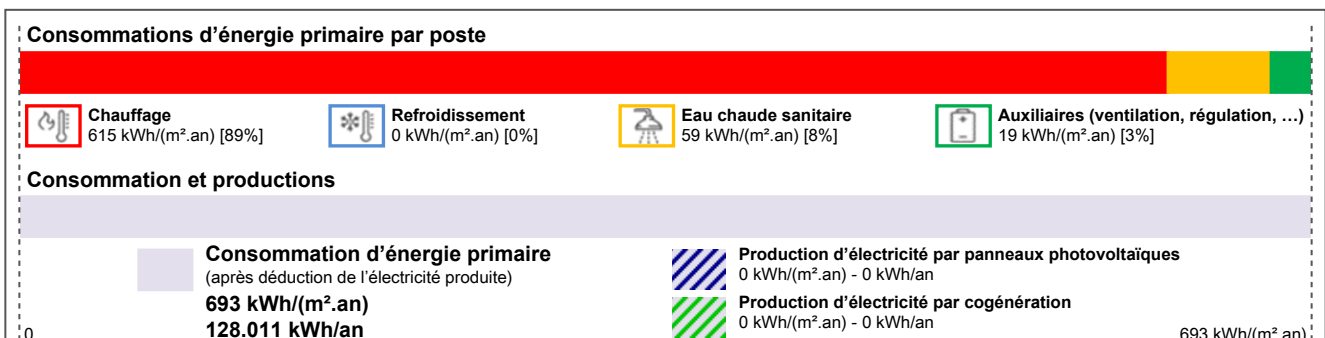 Consommations d'énergie primaire par poste
Chauffage
615 kWh/(m².an) [89%]
Refroidissement
0 kWh/(m².an) [0%]
Eau chaude sanitaire
59 kWh/(m².an) [8%]
Auxiliaires (ventilation, régulation, …)
19 kWh/(m².an) [3%]
Consommation et productions
Consommation d'énergie primaire
(après déduction de l'électricité produite)
693 kWh/(m².an)
128.011 kWh/an
Production d'électricité par panneaux photovoltaïques
0 kWh/(m².an) - 0 kWh/an
Production d'électricité par cogénération
0 kWh/(m².an) - 0 kWh/an
0
693 kWh/(m².an)